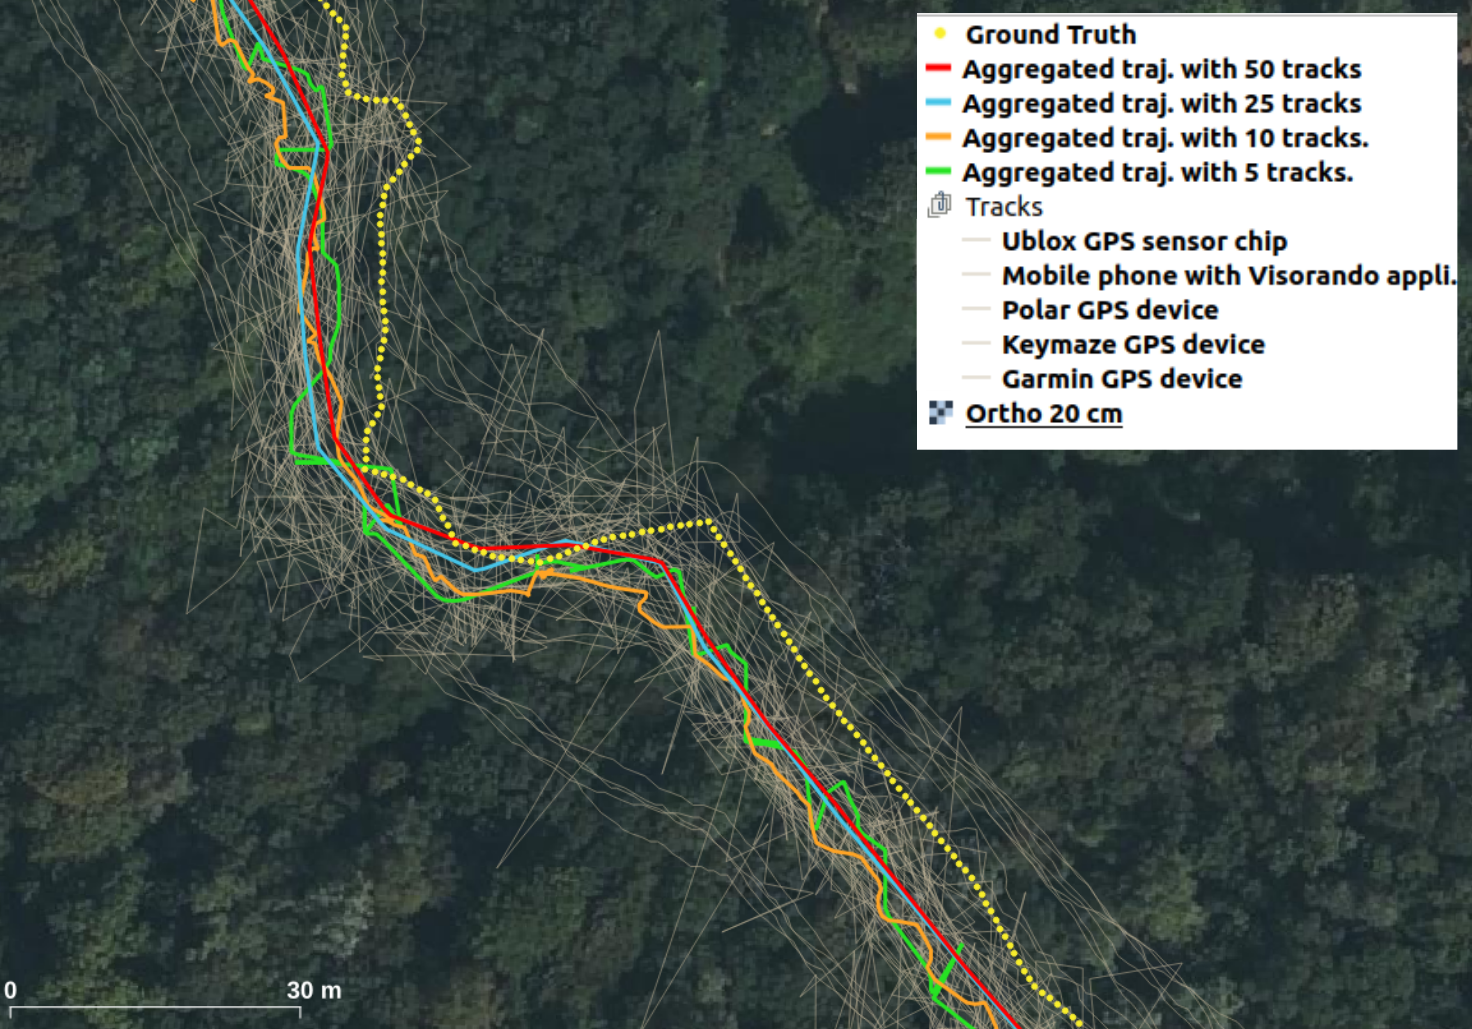 Ground Truth
Aggregated traj. with 50 tracks
Aggregated traj. with 25 tracks
Aggregated traj. with 10 tracks.
Aggregated traj. with 5 tracks.
Tracks
Ublox GPS sensor chip
Mobile phone with Visorando appli.
Polar GPS device
Keymaze GPS device
Garmin GPS device
Ortho 20 cm
0 30 m